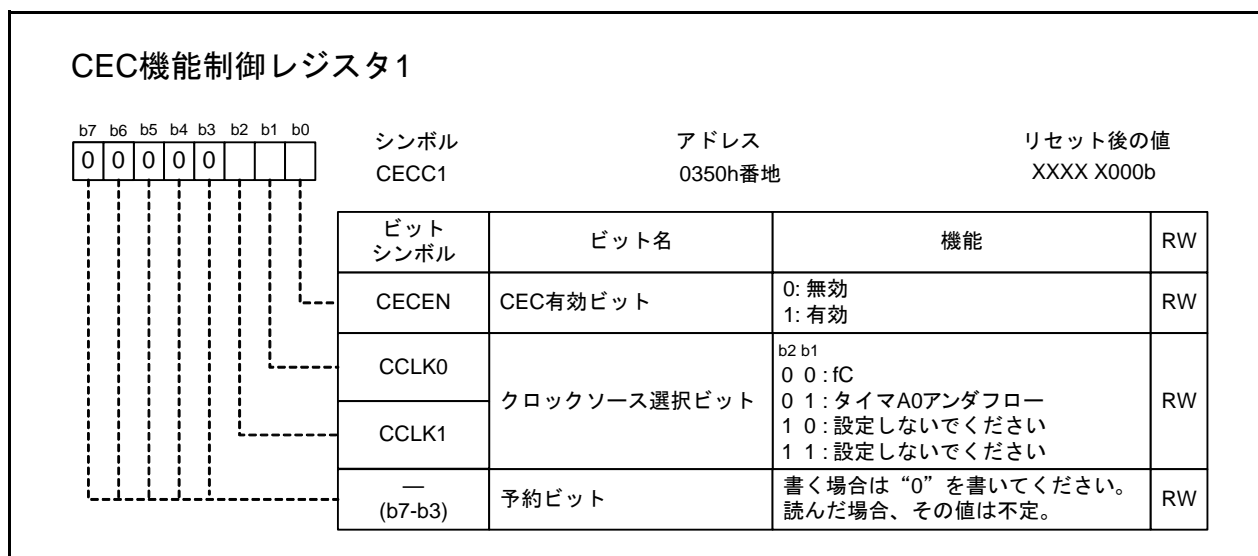 CEC機能制御レジスタ1
b7 b6 b5 b4 b3 b2 b1 b0
0 0 0 0 0
シンボル アドレス リセット後の値
CECC1 0350h番地 XXXX X000b
ビット
シンボル
ビット名
機能
RW
CECEN
CEC有効ビット
0: 無効
1: 有効
RW
CCLK0
CCLK1
クロックソース選択ビット
b2 b1
0 0 : fC
0 1 : タイマA0アンダフロー
1 0 : 設定しないでください
1 1 : 設定しないでください
RW
―
(b7-b3)
予約ビット
書く場合は“0”を書いてください。
読んだ場合、その値は不定。
RW